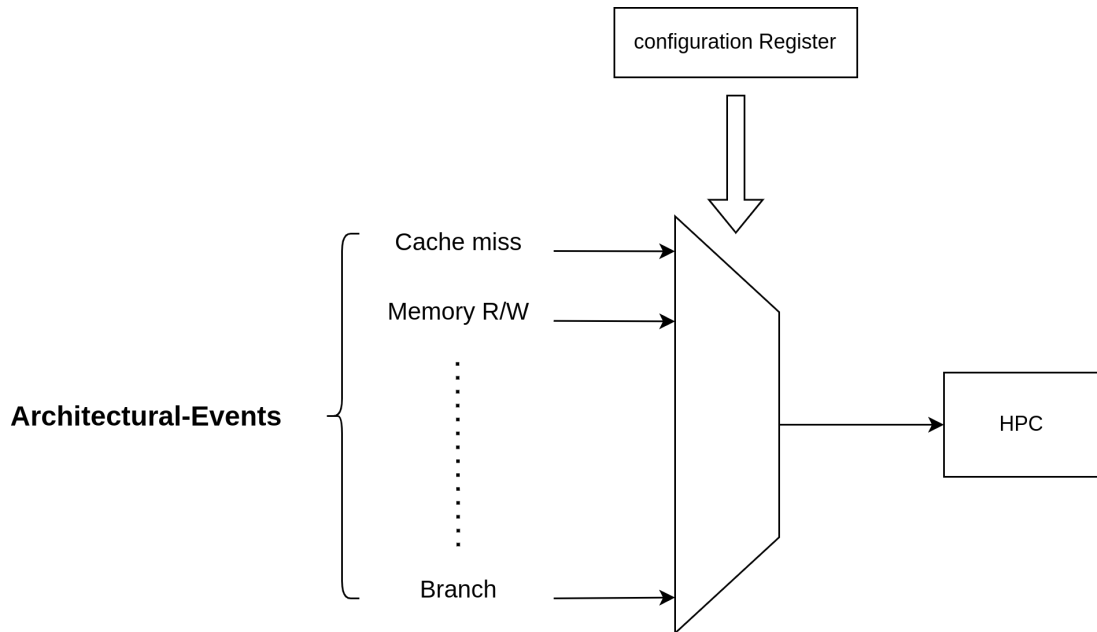 configuration Register
Cache miss
Memory R/W
Architectural-Events
HPC
Branch